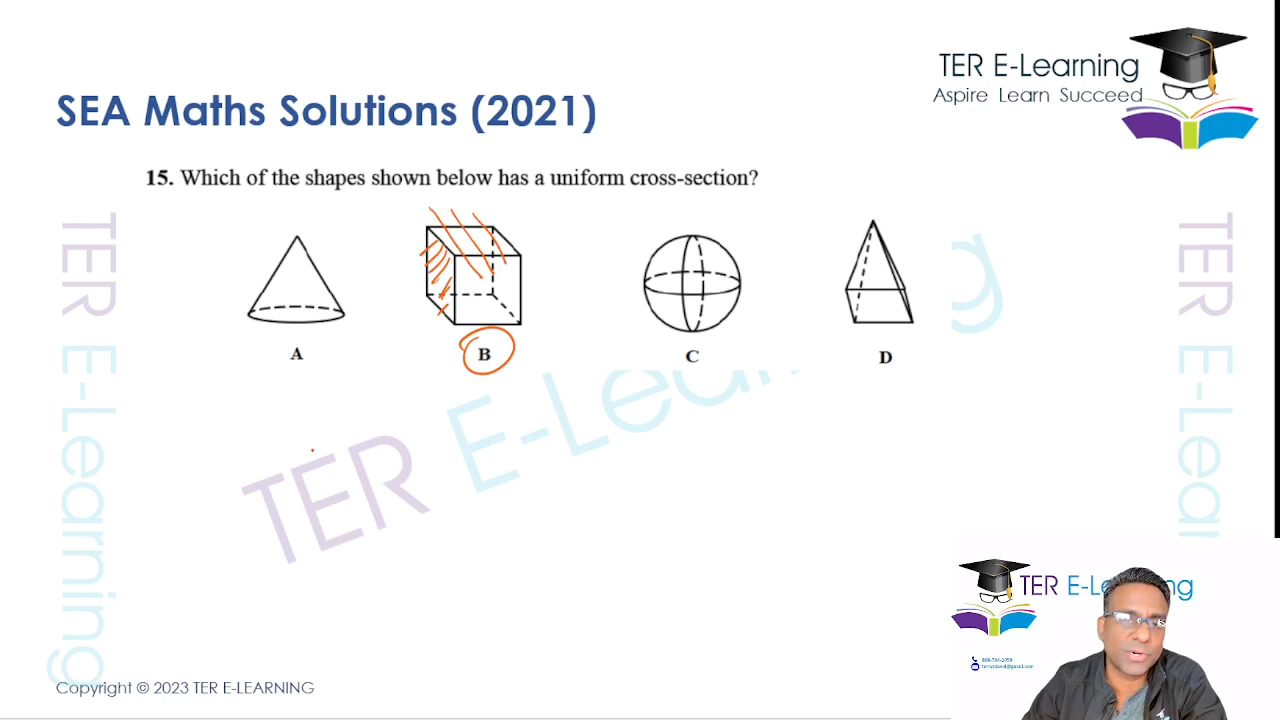 TER E-Learning
Aspire Learn Succeed
SEA Maths Solutions (2021)
15. Which of the shapes shown below has a uniform cross-section?
A
B
C
D
TER E-Learning
TER E-Learning
TER E-Lear
TER E-Learning
Copyright © 2023 TER E-LEARNING